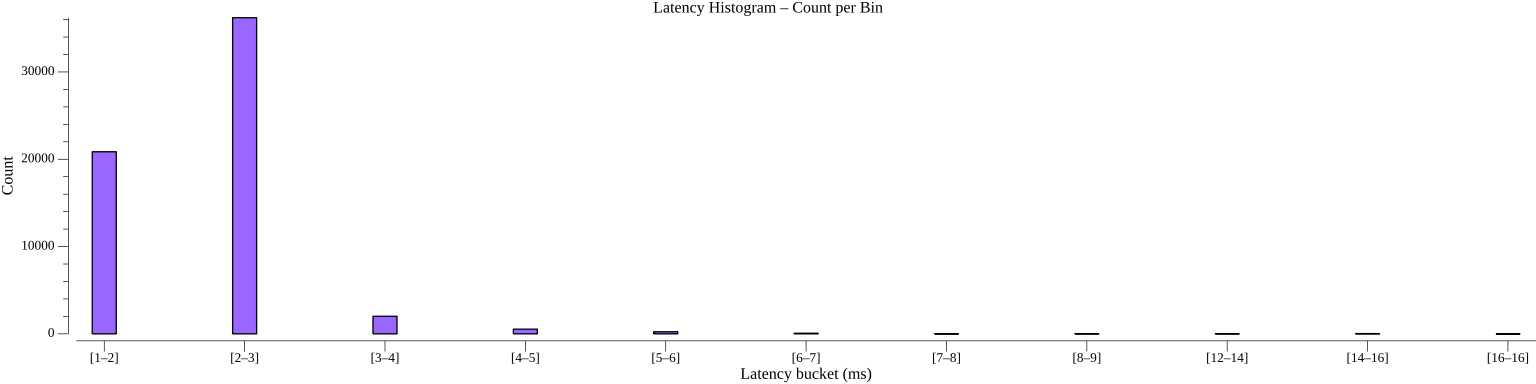 Latency Histogram – Count per Bin
Count
30000
20000
10000
0
[1–2] [2–3] [3–4] [4–5] [5–6] [6–7] [7–8] [8–9] [12–14] [14–16] [16–16]
Latency bucket (ms)